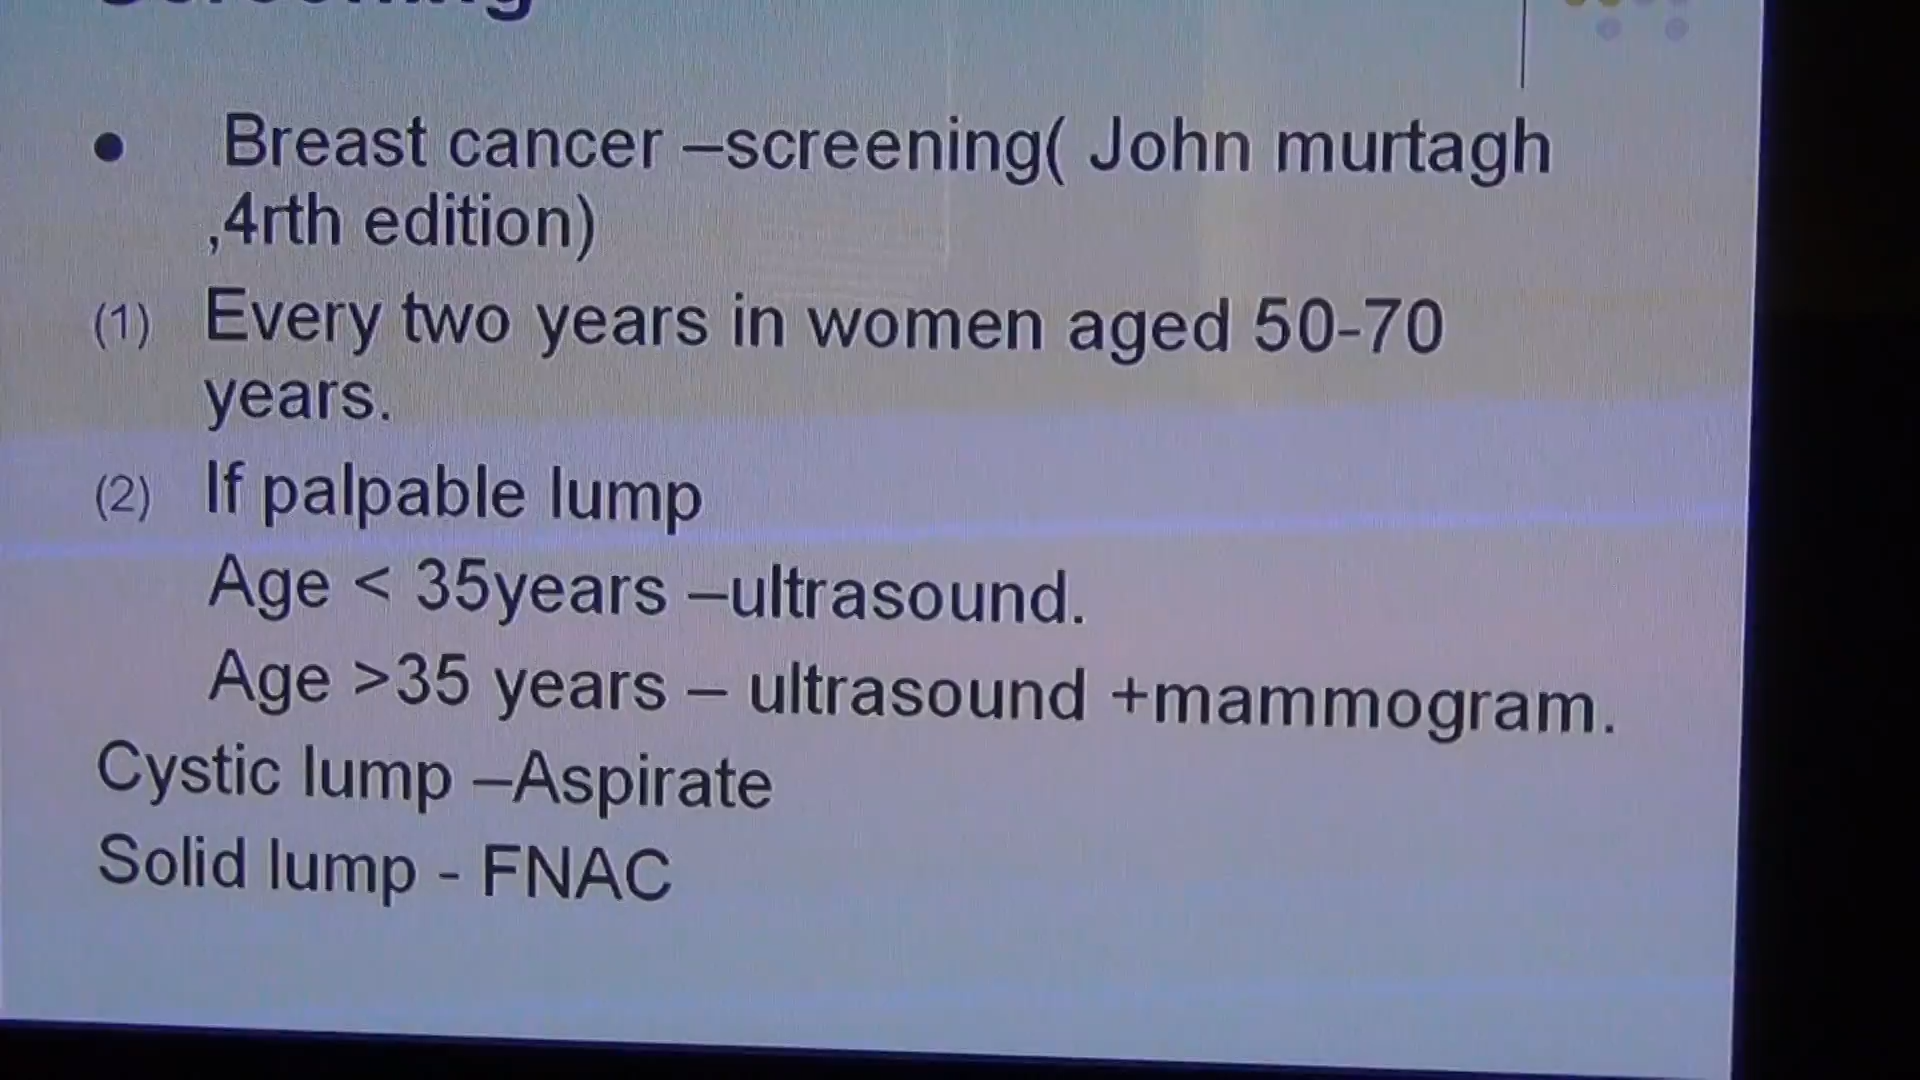 Screening
• Breast cancer –screening( John murtagh
,4rth edition)
(1) Every two years in women aged 50-70
years.
(2) If palpable lump
Age < 35years –ultrasound.
Age >35 years – ultrasound +mammogram.
Cystic lump –Aspirate
Solid lump - FNAC